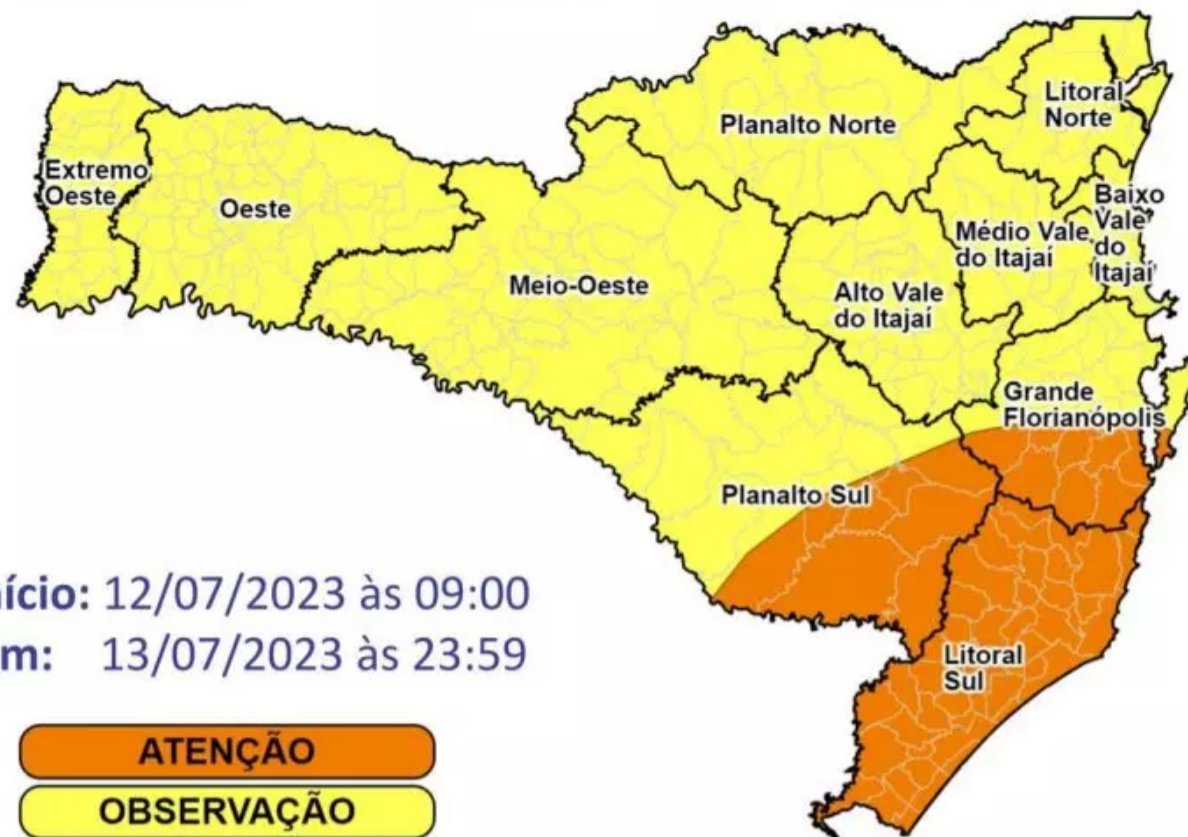 Litoral
Norte
Planalto Norte
Extremo
Oeste
Oeste
Baixo
Vale
do
Itajaí
Médio Vale
do Itajaí
Meio-Oeste
Alto Vale
do Itajaí
Grande
Florianópolis
Planalto Sul
ício: 12/07/2023 às 09:00
m: 13/07/2023 às 23:59
Litoral
Sul
ATENÇÃO
OBSERVAÇÃO